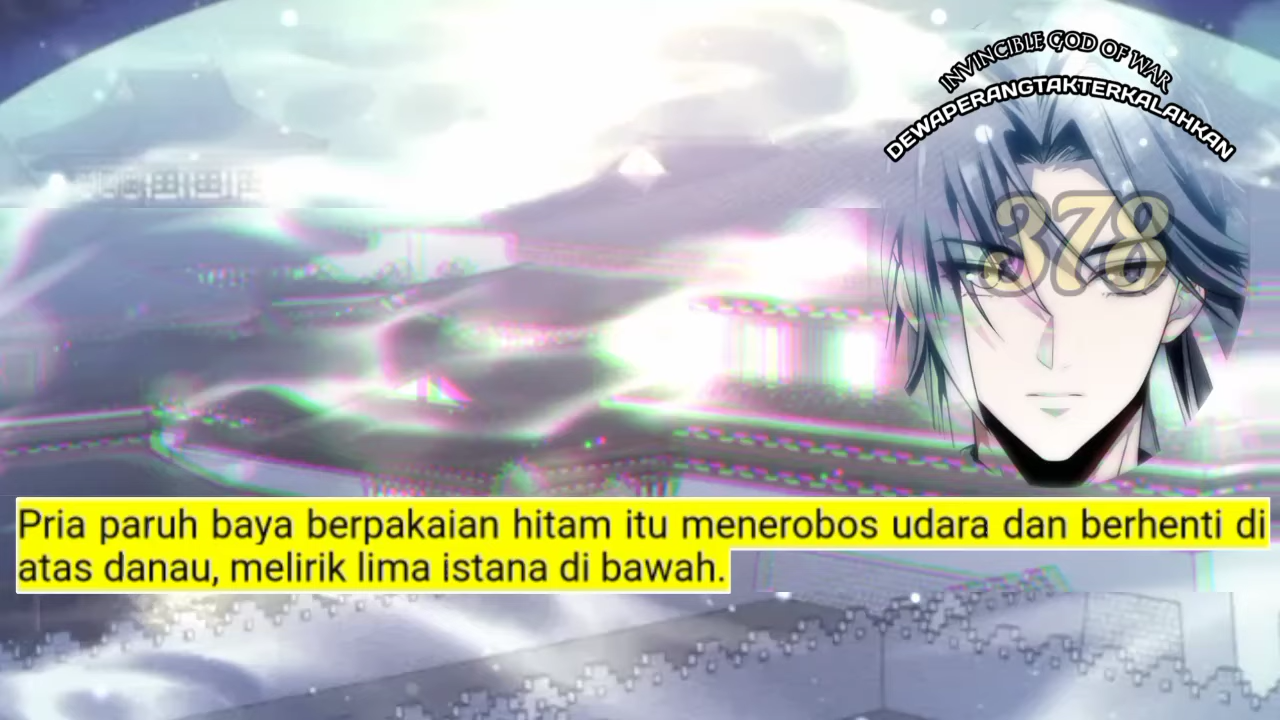 INVINCIBLE GOD OF WAR
DEWAPERANGTAKTERKALAHKAN
378
Pria paruh baya berpakaian hitam itu menerobos udara dan berhenti di
atas danau, melirik lima istana di bawah.